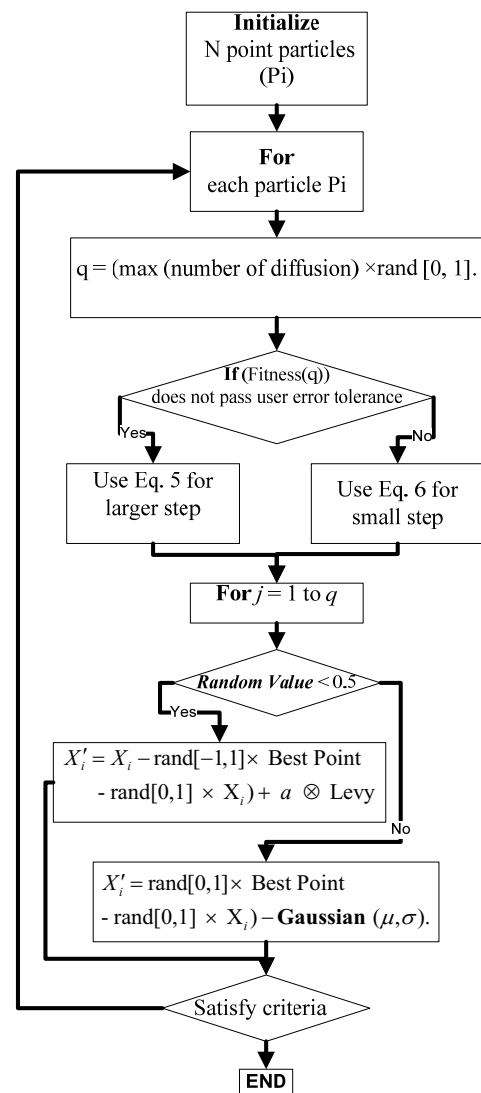 Initialize
N point particles
(Pi)
For
each particle Pi
q = (max (number of diffusion) ×rand [0, 1].
If (Fitness(q))
does not pass user error tolerance
Yes
No
Use Eq. 5 for
larger step
Use Eq. 6 for
small step
For j = 1 to q
Random Value < 0.5
Yes
X′i = Xi − rand[-1,1]× Best Point
- rand[0,1] × Xi)+ a ⊗ Levy
No
X′i = rand[0,1]× Best Point
- rand[0,1] × Xi)−Gaussian (μ,σ).
Satisfy criteria
END